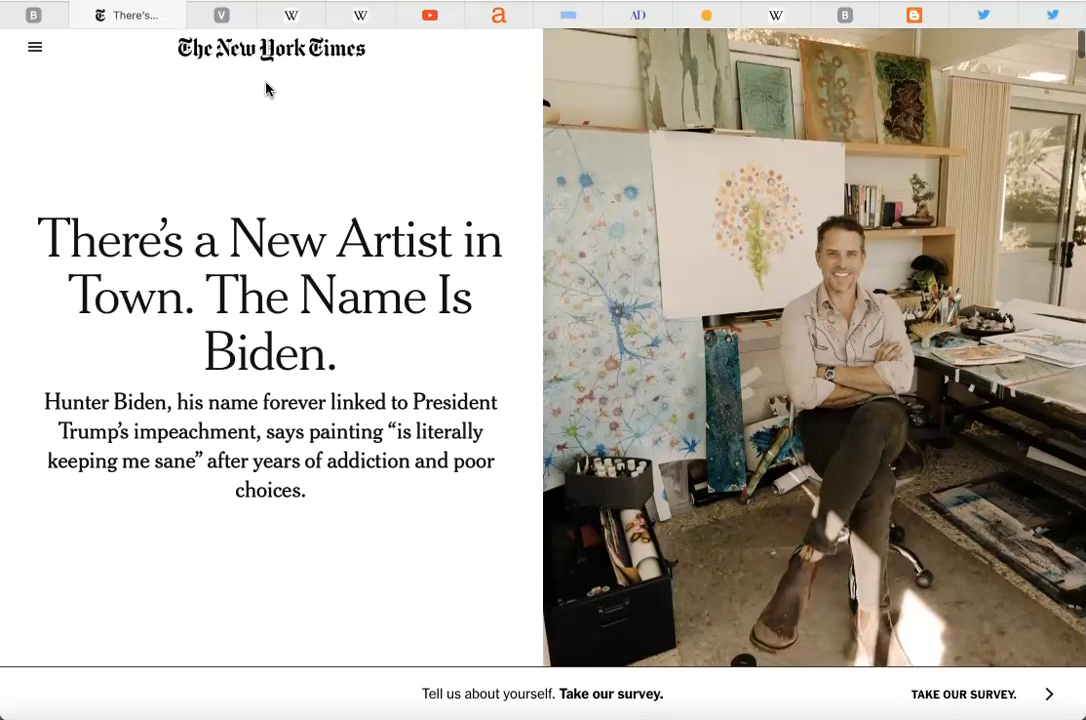 There's...
The New York Times
There's a New Artist in
Town. The Name Is
Biden.
Hunter Biden, his name forever linked to President
Trump's impeachment, says painting “is literally
keeping me sane” after years of addiction and poor
choices.
Tell us about yourself. Take our survey.
TAKE OUR SURVEY.